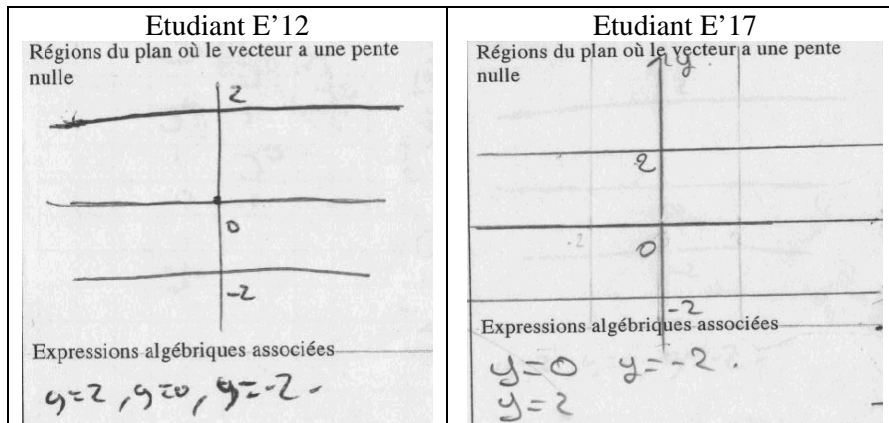 Etudiant E'12
Régions du plan où le vecteur a une pente
nulle
2
0
-2
Expressions algébriques associées
y=2, y=0, y=-2.
Etudiant E'17
Régions du plan où le vecteur a une pente
nulle
y
2
-2
0
-2
Expressions algébriques associées
y=0 y=-2.
y=2